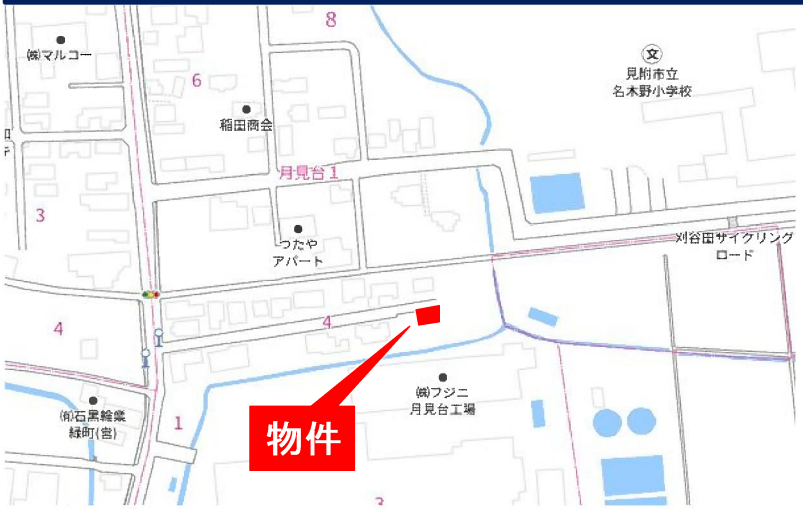 8
㈱マルコー
見附市立
名木野小学校
6
稲田商会
月見台1
3
つたや
アパート
刈谷田サイクリング
ロード
4
4
㈱フジニ
月見台工場
㈲石黒輪業
緑町(営)
1
物件
3